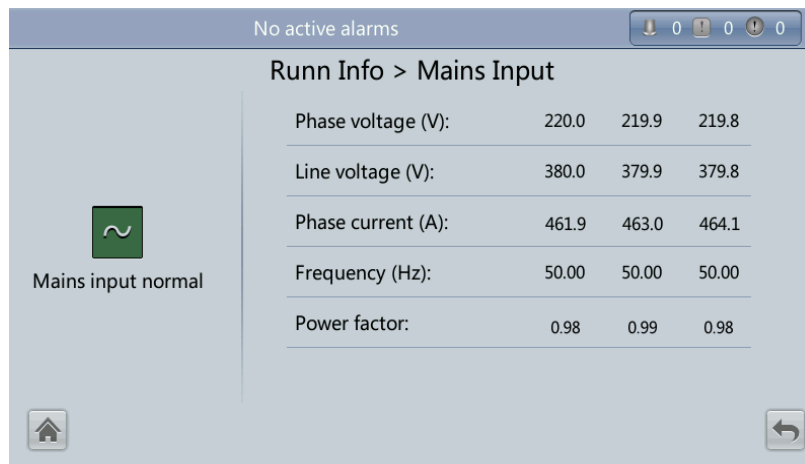 No active alarms 0 0 0
Runn Info > Mains Input
Phase voltage (V): 220.0 219.9 219.8
Line voltage (V): 380.0 379.9 379.8
Phase current (A): 461.9 463.0 464.1
Mains input normal
Frequency (Hz): 50.00 50.00 50.00
Power factor: 0.98 0.99 0.98